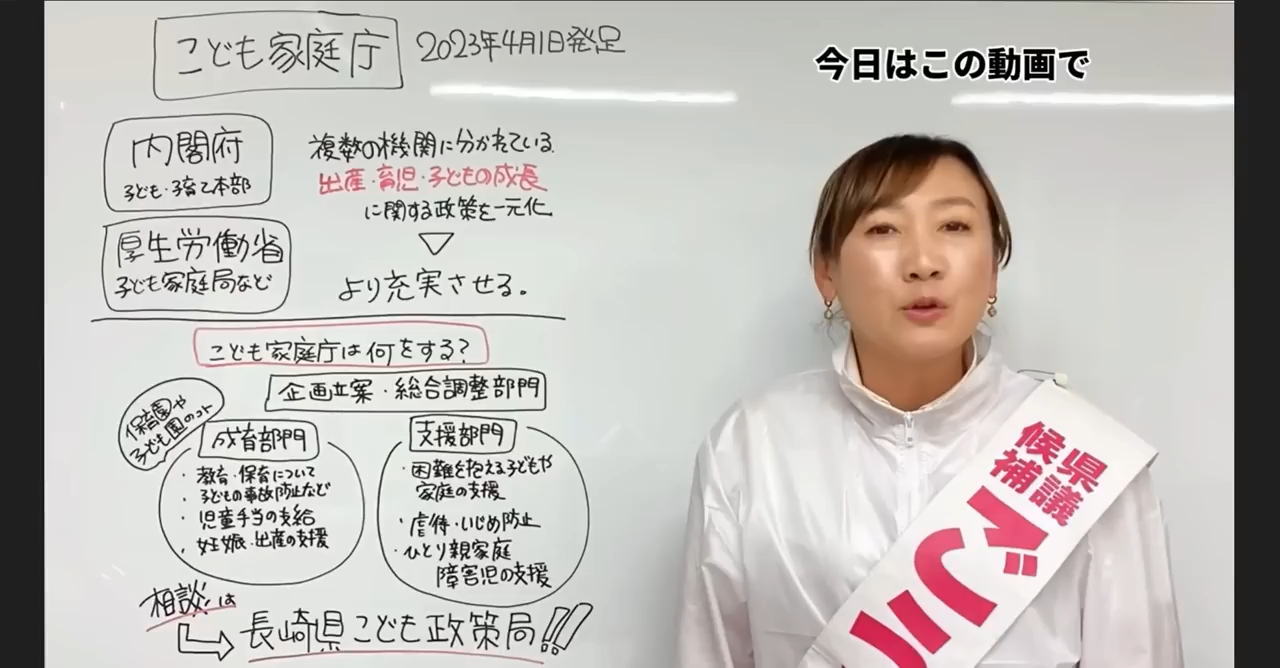 こども家庭庁 2023年4月1日発足
今日はこの動画で
内閣府
子ども・子育て本部
厚生労働省
子ども家庭局など
複数の機関に分かれている
出産・育児・子どもの成長
に関する政策を一元化
▽
より充実させる。
こども家庭庁は何をする?
企画立案・総合調整部門
保育園や
子ども園のコト
成育部門
・教育・保育について
・子どもの事故防止など
・児童手当の支給
・妊娠・出産の支援
支援部門
・困難を抱える子どもや
家庭の支援
・虐待・いじめ防止
・ひとり親家庭
障害児の支援
相談は
長崎県こども政策局!!
県議
候補